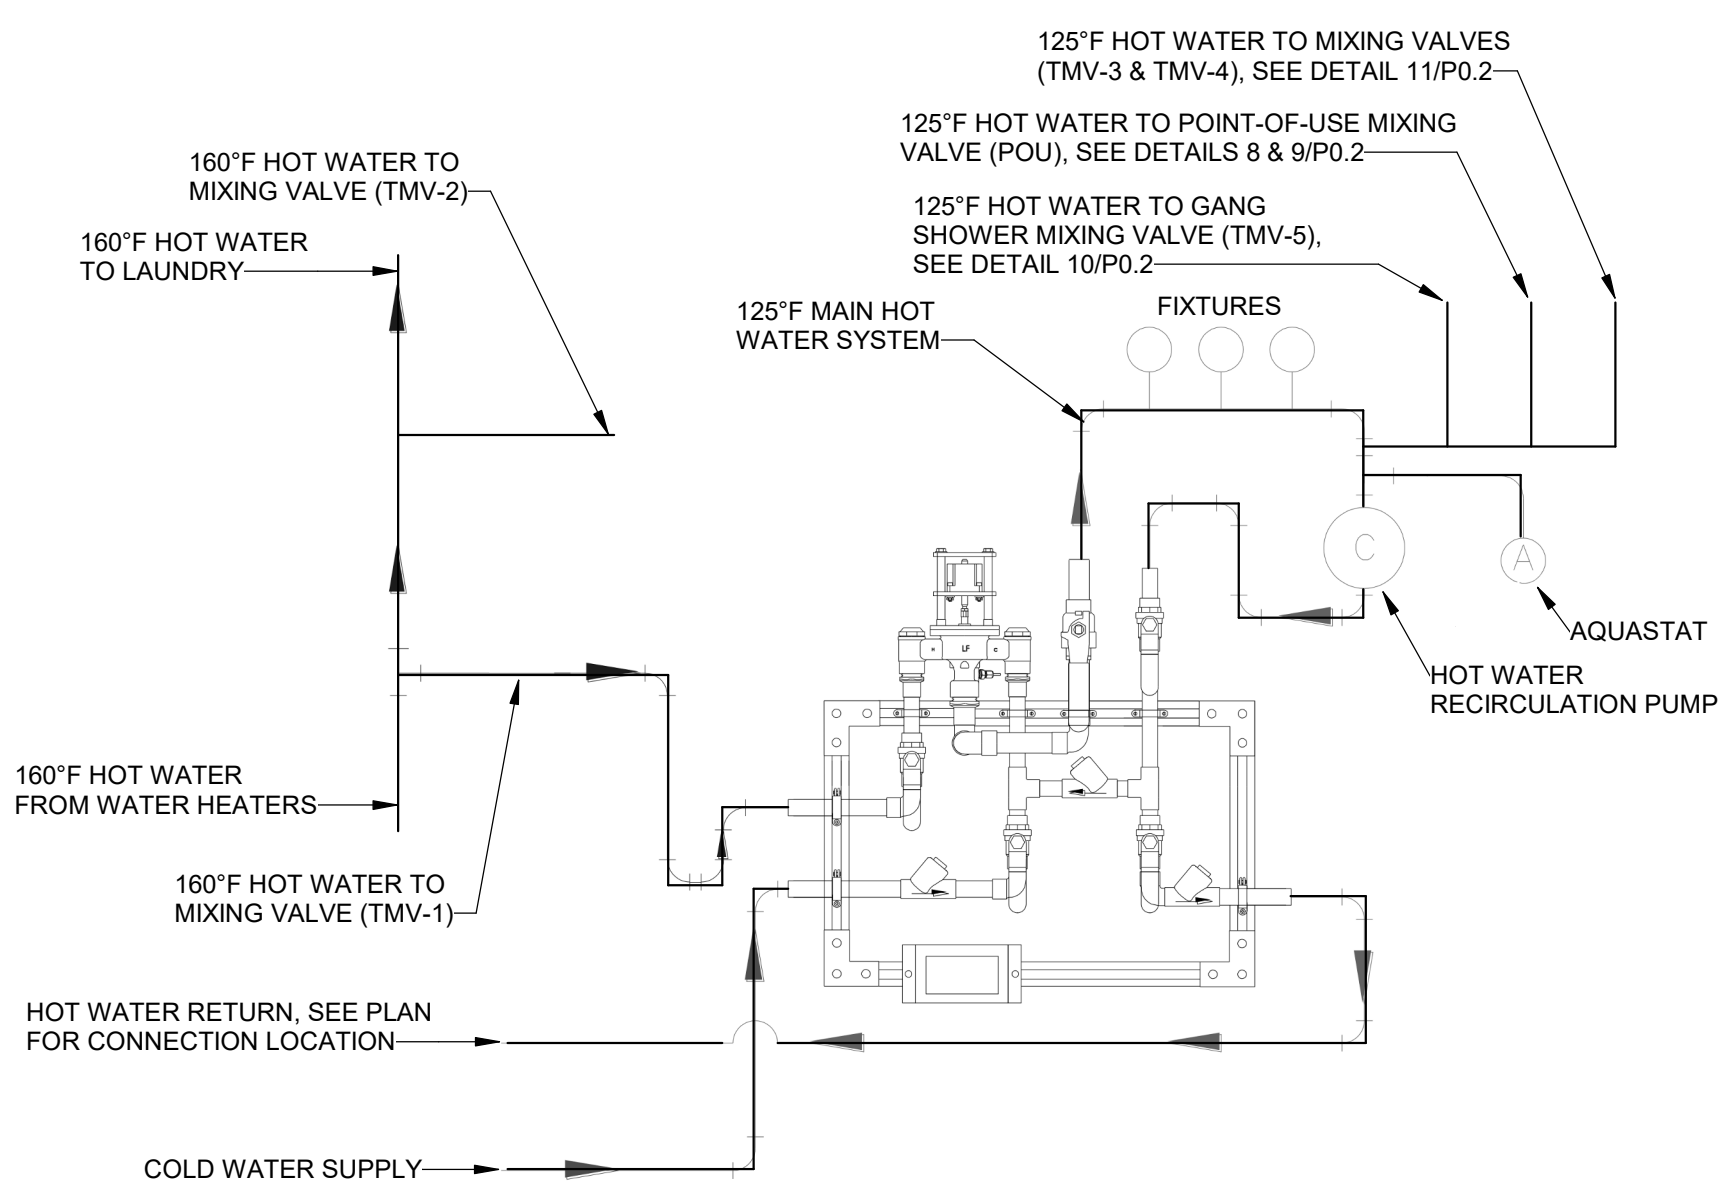 125°F HOT WATER TO MIXING VALVES
(TMV-3 & TMV-4), SEE DETAIL 11/P0.2
125°F HOT WATER TO POINT-OF-USE MIXING
VALVE (POU), SEE DETAILS 8 & 9/P0.2
160°F HOT WATER TO
MIXING VALVE (TMV-2)
125°F HOT WATER TO GANG
SHOWER MIXING VALVE (TMV-5),
SEE DETAIL 10/P0.2
160°F HOT WATER
TO LAUNDRY
FIXTURES
125°F MAIN HOT
WATER SYSTEM
C
A
AQUASTAT
H
LF
C
HOT WATER
RECIRCULATION PUMP
160°F HOT WATER
FROM WATER HEATERS
160°F HOT WATER TO
MIXING VALVE (TMV-1)
HOT WATER RETURN, SEE PLAN
FOR CONNECTION LOCATION
COLD WATER SUPPLY